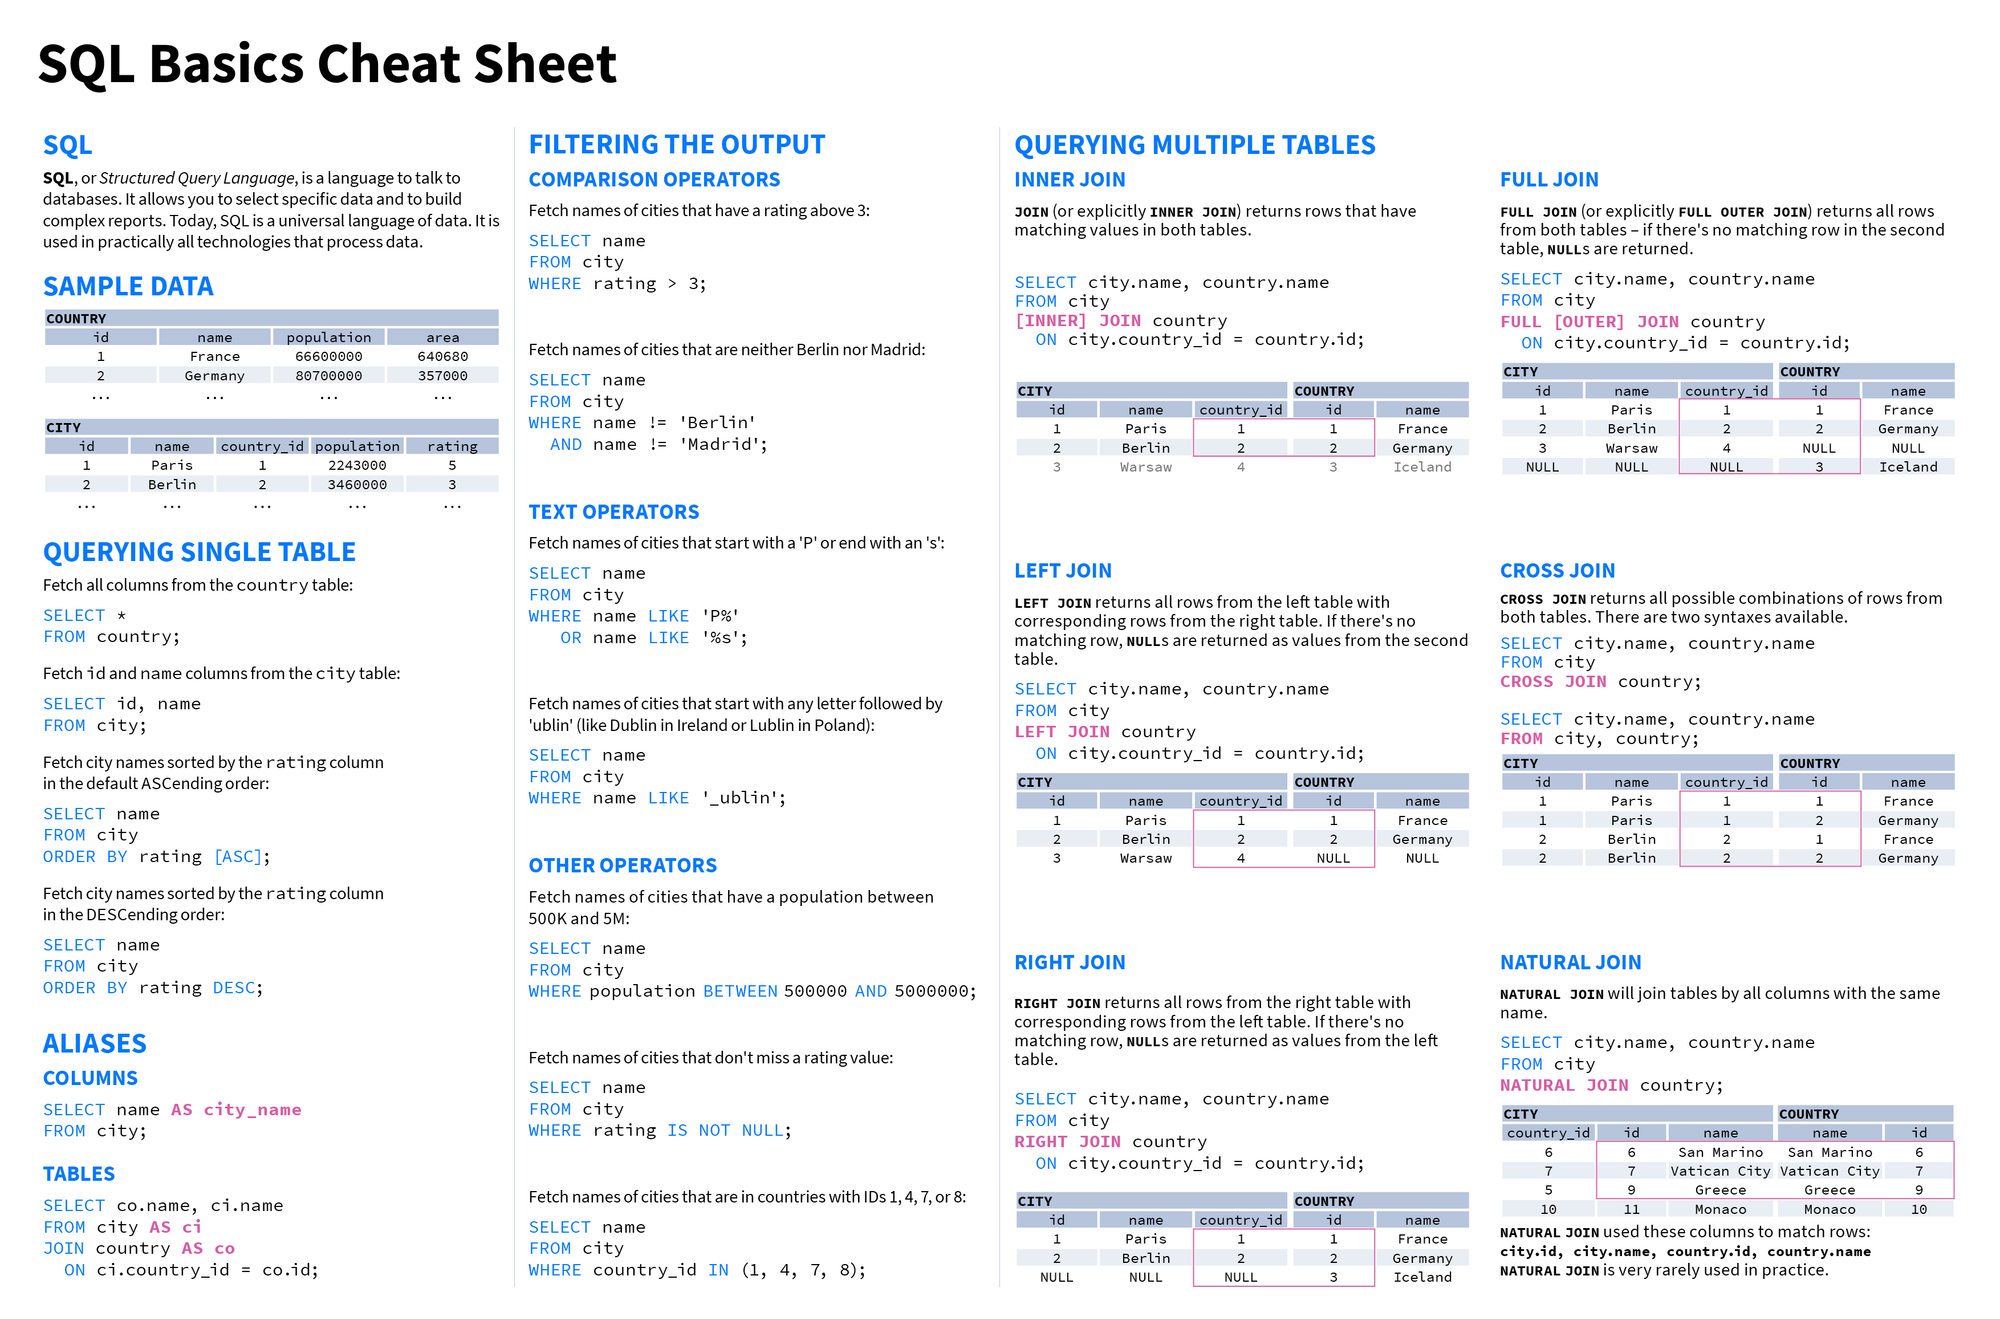 SQL Basics Cheat Sheet
SQL
SQL, or Structured Query Language, is a language to talk to
databases. It allows you to select specific data and to build
complex reports. Today, SQL is a universal language of data. It is
used in practically all technologies that process data.
SAMPLE DATA
COUNTRY
id name population area
1 France 66600000 640680
2 Germany 80700000 357000
... ... ... ...
CITY
id name country_id population rating
1 Paris 1 2243000 5
2 Berlin 2 3460000 3
... ... ... ... ...
QUERYING SINGLE TABLE
Fetch all columns from the country table:
SELECT *
FROM country;
Fetch id and name columns from the city table:
SELECT id, name
FROM city;
Fetch city names sorted by the rating column
in the default ASCending order:
SELECT name
FROM city
ORDER BY rating [ASC];
Fetch city names sorted by the rating column
in the DESCending order:
SELECT name
FROM city
ORDER BY rating DESC;
ALIASES
COLUMNS
SELECT name AS city_name
FROM city;
TABLES
SELECT co.name, ci.name
FROM city AS ci
JOIN country AS co
ON ci.country_id = co.id;
FILTERING THE OUTPUT
COMPARISON OPERATORS
Fetch names of cities that have a rating above 3:
SELECT name
FROM city
WHERE rating > 3;
Fetch names of cities that are neither Berlin nor Madrid:
SELECT name
FROM city
WHERE name != 'Berlin'
AND name != 'Madrid';
TEXT OPERATORS
Fetch names of cities that start with a 'P' or end with an 's':
SELECT name
FROM city
WHERE name LIKE 'P%'
OR name LIKE '%s';
Fetch names of cities that start with any letter followed by
'ublin' (like Dublin in Ireland or Lublin in Poland):
SELECT name
FROM city
WHERE name LIKE '_ublin';
OTHER OPERATORS
Fetch names of cities that have a population between
500K and 5M:
SELECT name
FROM city
WHERE population BETWEEN 500000 AND 5000000;
Fetch names of cities that don't miss a rating value:
SELECT name
FROM city
WHERE rating IS NOT NULL;
Fetch names of cities that are in countries with IDs 1, 4, 7, or 8:
SELECT name
FROM city
WHERE country_id IN (1, 4, 7, 8);
QUERYING MULTIPLE TABLES
INNER JOIN
JOIN (or explicitly INNER JOIN) returns rows that have
matching values in both tables.
SELECT city.name, country.name
FROM city
[INNER] JOIN country
ON city.country_id = country.id;
CITY COUNTRY
id name country_id id name
1 Paris 1 1 France
2 Berlin 2 2 Germany
3 Warsaw 4 3 Iceland
LEFT JOIN
LEFT JOIN returns all rows from the left table with
corresponding rows from the right table. If there's no
matching row, NULLs are returned as values from the second
table.
SELECT city.name, country.name
FROM city
LEFT JOIN country
ON city.country_id = country.id;
CITY COUNTRY
id name country_id id name
1 Paris 1 1 France
2 Berlin 2 2 Germany
3 Warsaw 4 NULL NULL
RIGHT JOIN
RIGHT JOIN returns all rows from the right table with
corresponding rows from the left table. If there's no
matching row, NULLs are returned as values from the left
table.
SELECT city.name, country.name
FROM city
RIGHT JOIN country
ON city.country_id = country.id;
CITY COUNTRY
id name country_id id name
1 Paris 1 1 France
2 Berlin 2 2 Germany
NULL NULL NULL 3 Iceland
FULL JOIN
FULL JOIN (or explicitly FULL OUTER JOIN) returns all rows
from both tables – if there's no matching row in the second
table, NULLs are returned.
SELECT city.name, country.name
FROM city
FULL [OUTER] JOIN country
ON city.country_id = country.id;
CITY COUNTRY
id name country_id id name
1 Paris 1 1 France
2 Berlin 2 2 Germany
3 Warsaw 4 NULL NULL
NULL NULL NULL 3 Iceland
CROSS JOIN
CROSS JOIN returns all possible combinations of rows from
both tables. There are two syntaxes available.
SELECT city.name, country.name
FROM city
CROSS JOIN country;
SELECT city.name, country.name
FROM city, country;
CITY COUNTRY
id name country_id id name
1 Paris 1 1 France
1 Paris 1 2 Germany
2 Berlin 2 1 France
2 Berlin 2 2 Germany
NATURAL JOIN
NATURAL JOIN will join tables by all columns with the same
name.
SELECT city.name, country.name
FROM city
NATURAL JOIN country;
CITY COUNTRY
country_id id name name id
6 6 San Marino San Marino 6
7 7 Vatican City Vatican City 7
5 9 Greece Greece 9
10 11 Monaco Monaco 10
NATURAL JOIN used these columns to match rows:
city.id, city.name, country.id, country.name
NATURAL JOIN is very rarely used in practice.